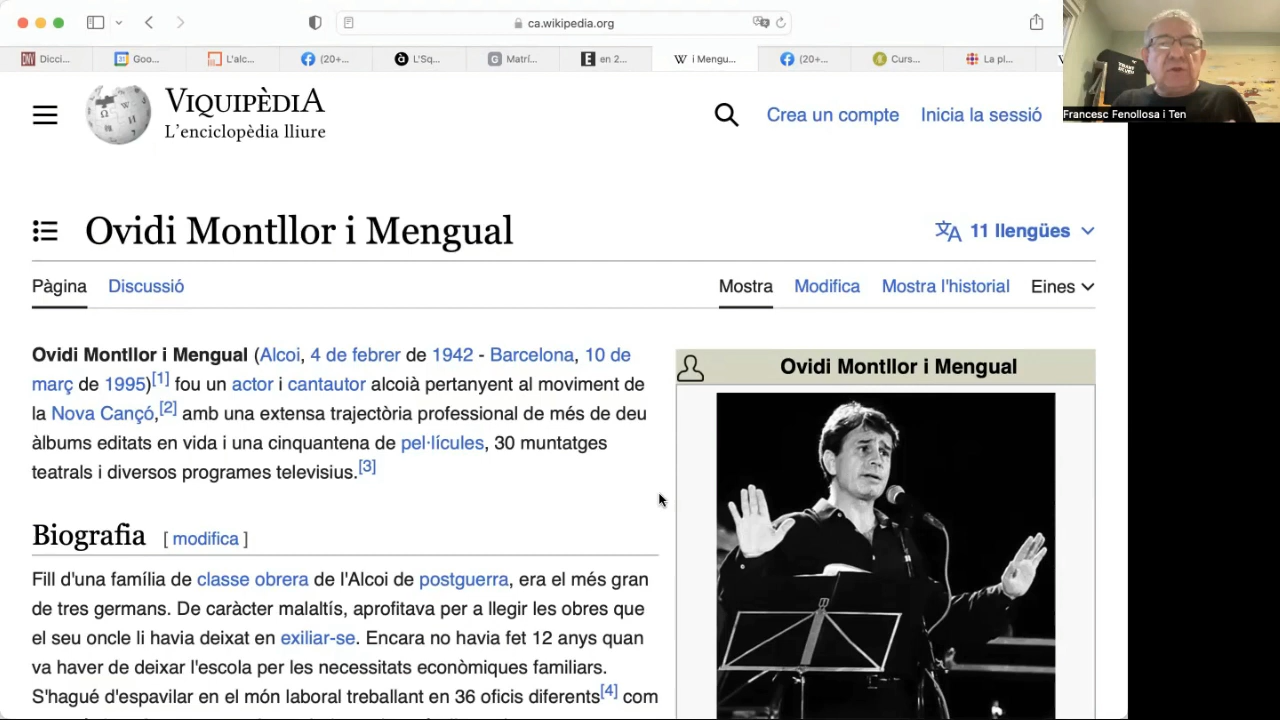 ca.wikipedia.org
Dicci...
Goo...
L'alc...
(20+...
L'Sq...
Matrí...
en 2...
i Mengu...
(20+...
Curs...
La pl...
Francesc Fenollosa i Ten
VIQUIPÈDIA
L'enciclopèdia lliure
Crea un compte
Inicia la sessió
Ovidi Montllor i Mengual
11 llengües
Pàgina Discussió
Mostra Modifica Mostra l'historial Eines
Ovidi Montllor i Mengual (Alcoi, 4 de febrer de 1942 - Barcelona, 10 de
març de 1995)[1] fou un actor i cantautor alcoià pertanyent al moviment de
la Nova Cançó,[2] amb una extensa trajectòria professional de més de deu
àlbums editats en vida i una cinquantena de pel·lícules, 30 muntatges
teatrals i diversos programes televisius.[3]
Ovidi Montllor i Mengual
Biografia [ modifica ]
Fill d'una família de classe obrera de l'Alcoi de postguerra, era el més gran
de tres germans. De caràcter malaltís, aprofitava per a llegir les obres que
el seu oncle li havia deixat en exiliar-se. Encara no havia fet 12 anys quan
va haver de deixar l'escola per les necessitats econòmiques familiars.
S'hagué d'espavilar en el món laboral treballant en 36 oficis diferents[4] com